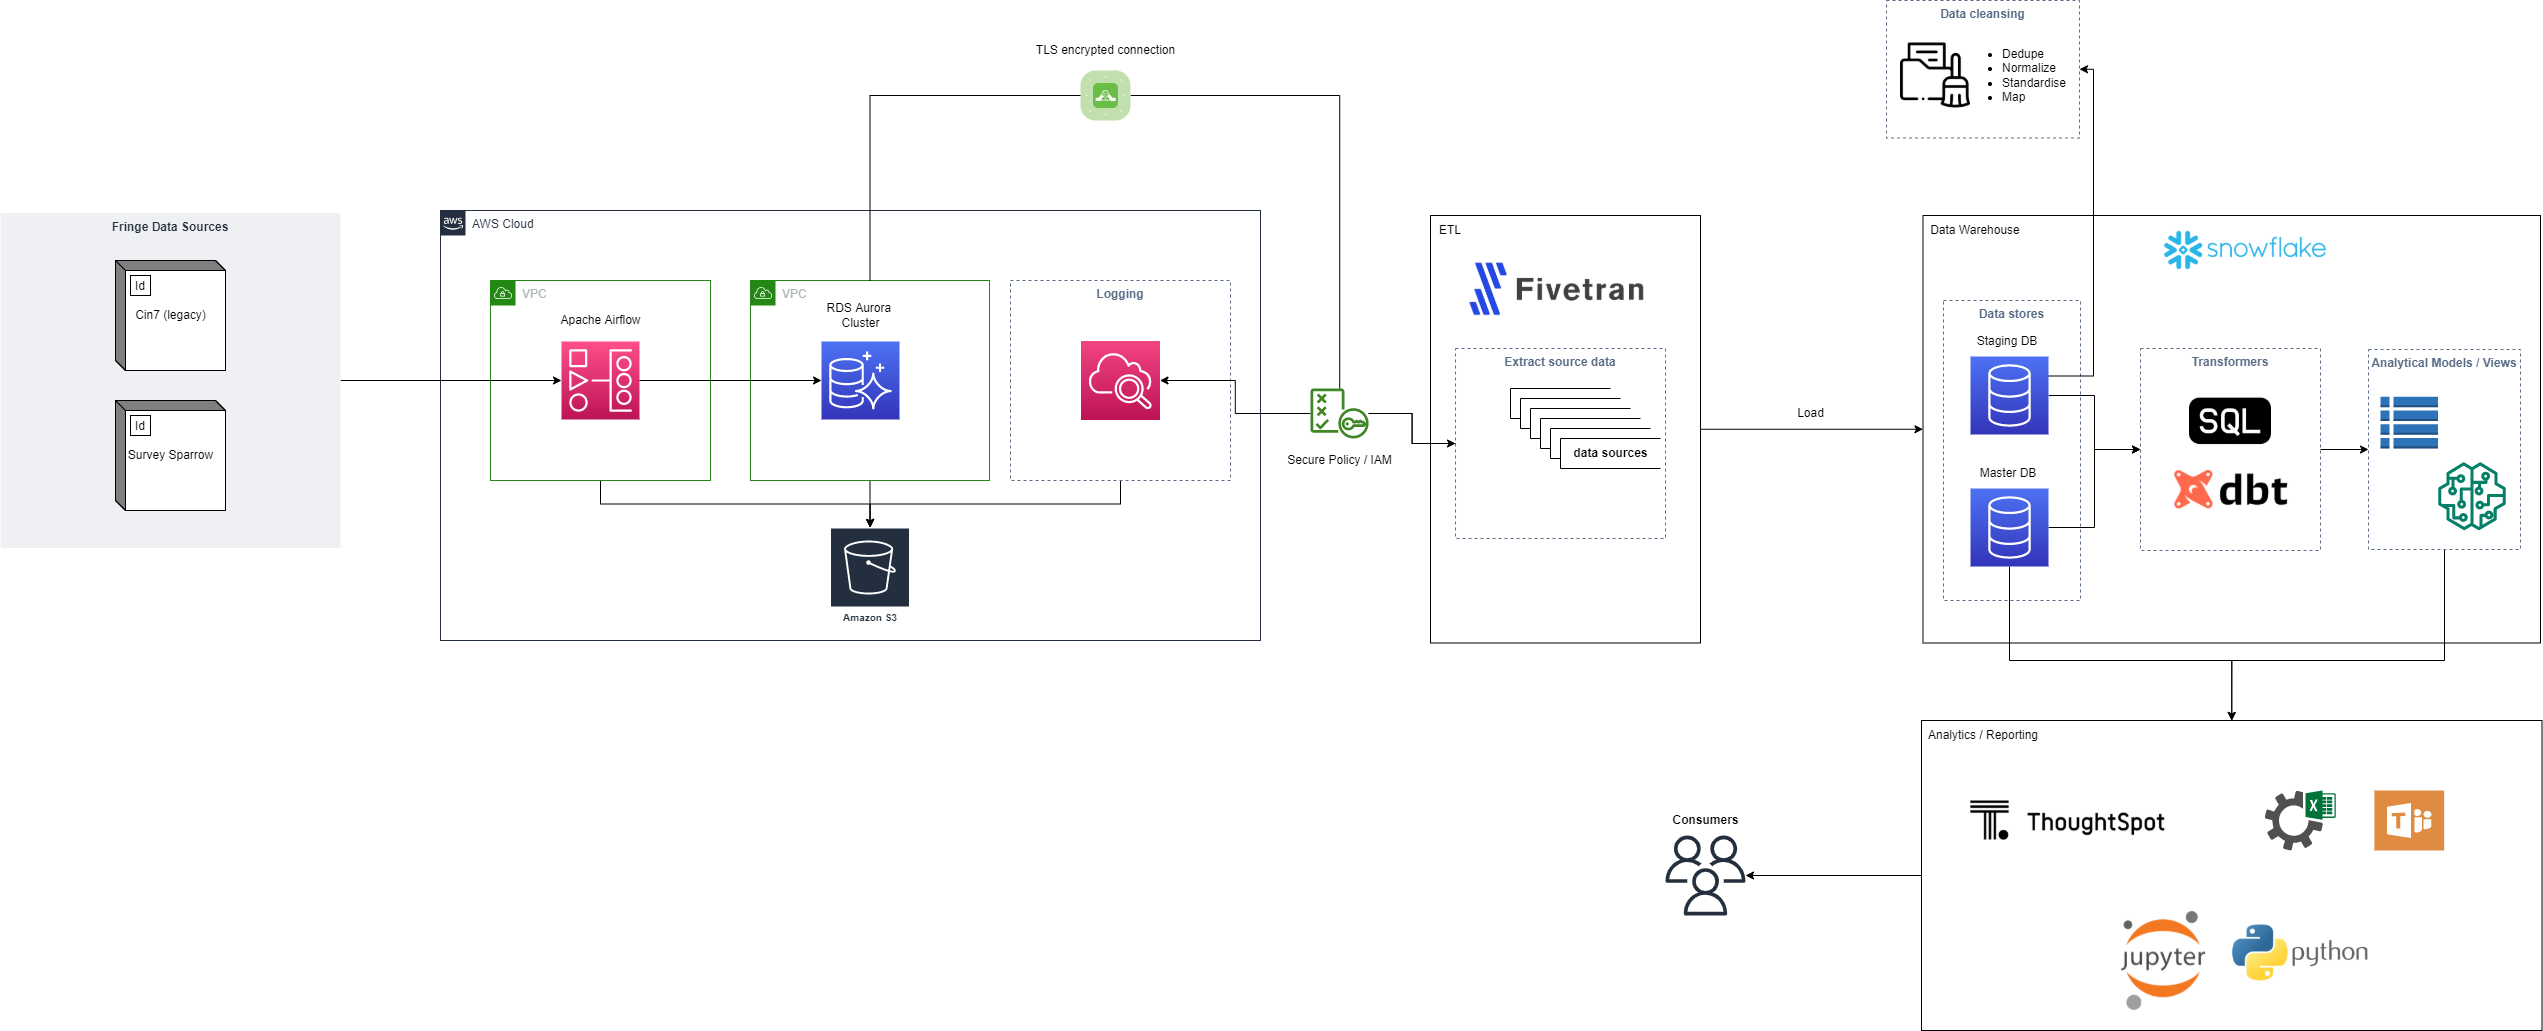 Data cleansing
Dedupe
Normalize
Standardise
Map
TLS encrypted connection
Fringe Data Sources
Id
Cin7 (legacy)
Id
Survey Sparrow
aws
AWS Cloud
VPC
Apache Airflow
VPC
RDS Aurora
Cluster
Logging
Amazon S3
Secure Policy / IAM
ETL
Fivetran
Extract source data
data sources
Load
Data Warehouse
snowflake
Data stores
Staging DB
Master DB
Transformers
SQL
dbt
Analytical Models / Views
Analytics / Reporting
ThoughtSpot
X
T
jupyter
python
Consumers